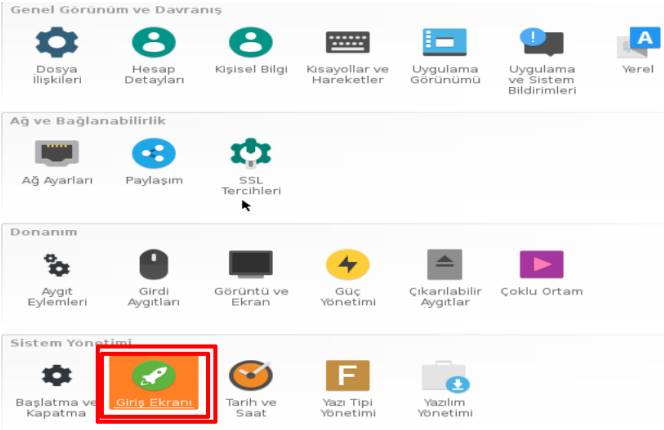 Genel Görünüm ve Davranış
Dosya İlişkileri
Hesap Detayları
Kişisel Bilgi
Kısayollar ve Hareketler
Uygulama Görünümü
Uygulama ve Sistem Bildirimleri
A
Yerel
Ağ ve Bağlanabilirlik
Ağ Ayarları
Paylaşım
SSL Tercihleri
Donanım
Aygıt Eylemleri
Girdi Aygıtları
Görüntü ve Ekran
Güç Yönetimi
Çıkarılabilir Aygıtlar
Çoklu Ortam
Sistem Yönetimi
Başlatma ve Kapatma
Giriş Ekranı
Tarih ve Saat
F
Yazı Tipi Yönetimi
Yazılım Yönetimi